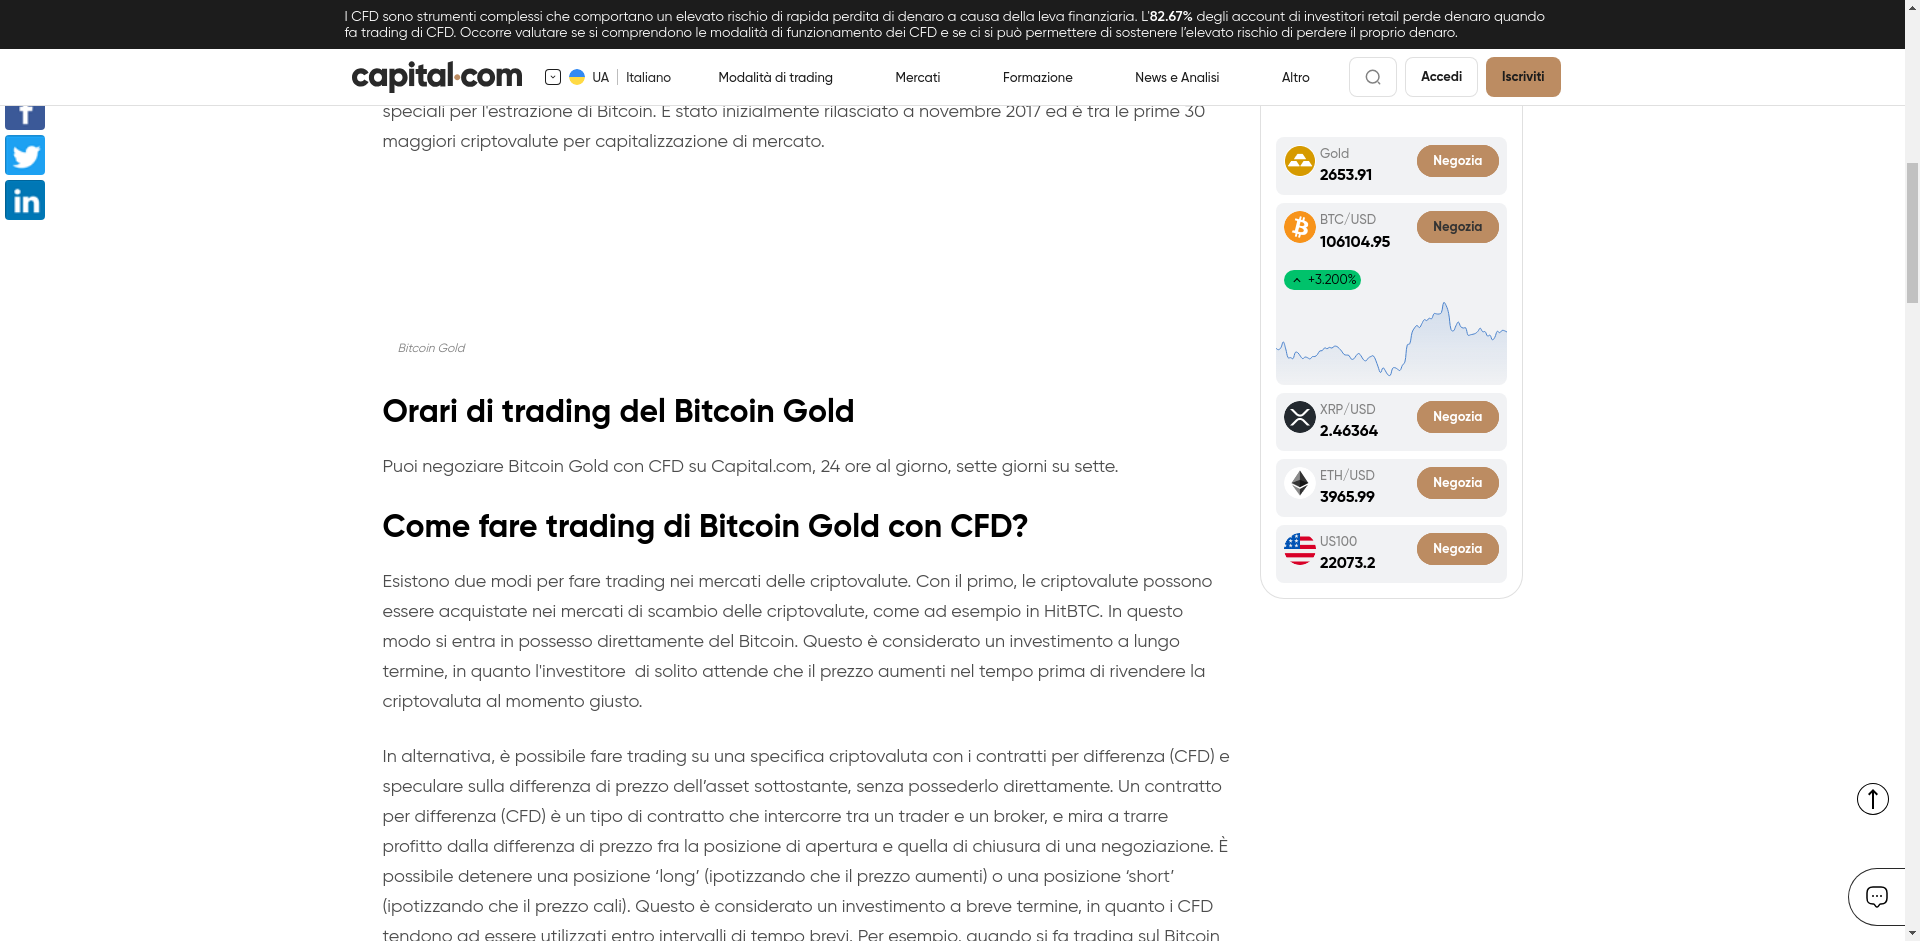 I CFD sono strumenti complessi che comportano un elevato rischio di rapida perdita di denaro a causa della leva finanziaria. L'82.67% degli account di investitori retail perde denaro quando
fa trading di CFD. Occorre valutare se si comprendono le modalità di funzionamento dei CFD e se ci si può permettere di sostenere l'elevato rischio di perdere il proprio denaro.
capital.com UA Italiano Modalità di trading Mercati Formazione News e Analisi Altro Accedi Iscriviti
speciali per l'estrazione di Bitcoin. È stato inizialmente rilasciato a novembre 2017 ed è tra le prime 30
maggiori criptovalute per capitalizzazione di mercato.
Bitcoin Gold
Orari di trading del Bitcoin Gold
Puoi negoziare Bitcoin Gold con CFD su Capital.com, 24 ore al giorno, sette giorni su sette.
Come fare trading di Bitcoin Gold con CFD?
Esistono due modi per fare trading nei mercati delle criptovalute. Con il primo, le criptovalute possono
essere acquistate nei mercati di scambio delle criptovalute, come ad esempio in HitBTC. In questo
modo si entra in possesso direttamente del Bitcoin. Questo è considerato un investimento a lungo
termine, in quanto l'investitore  di solito attende che il prezzo aumenti nel tempo prima di rivendere la
criptovaluta al momento giusto.
In alternativa, è possibile fare trading su una specifica criptovaluta con i contratti per differenza (CFD) e
speculare sulla differenza di prezzo dell’asset sottostante, senza possederlo direttamente. Un contratto
per differenza (CFD) è un tipo di contratto che intercorre tra un trader e un broker, e mira a trarre
profitto dalla differenza di prezzo fra la posizione di apertura e quella di chiusura di una negoziazione. È
possibile detenere una posizione ‘long’ (ipotizzando che il prezzo aumenti) o una posizione ‘short’
(ipotizzando che il prezzo cali). Questo è considerato un investimento a breve termine, in quanto i CFD
tendono ad essere utilizzati entro intervalli di tempo brevi. Per esempio, quando si fa trading sul Bitcoin
Gold
2653.91
Negozia
BTC/USD
106104.95
Negozia
+3.200%
XRP/USD
2.46364
Negozia
ETH/USD
3965.99
Negozia
US100
22073.2
Negozia